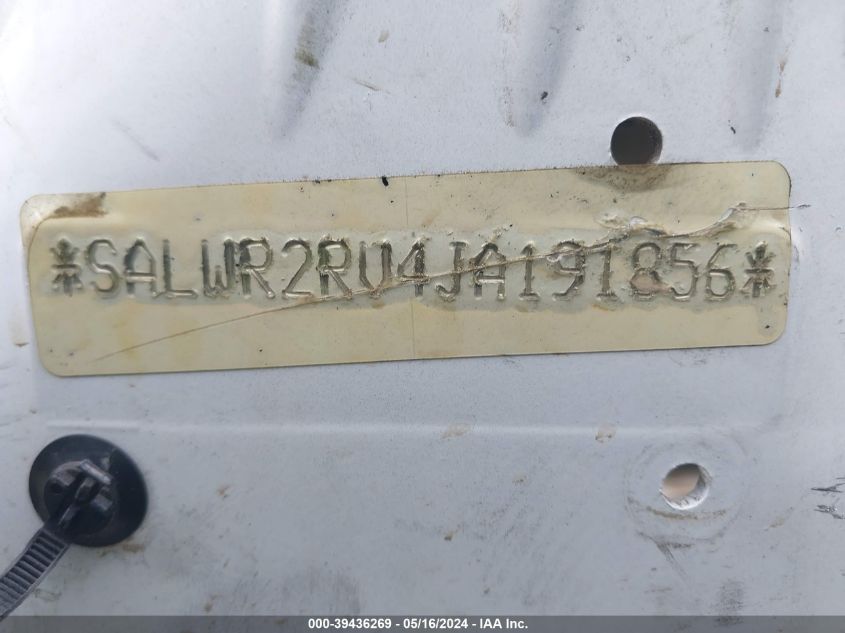 *SALWR2RV4JA191856*
000-39436269 - 05/16/2024 - IAA Inc.